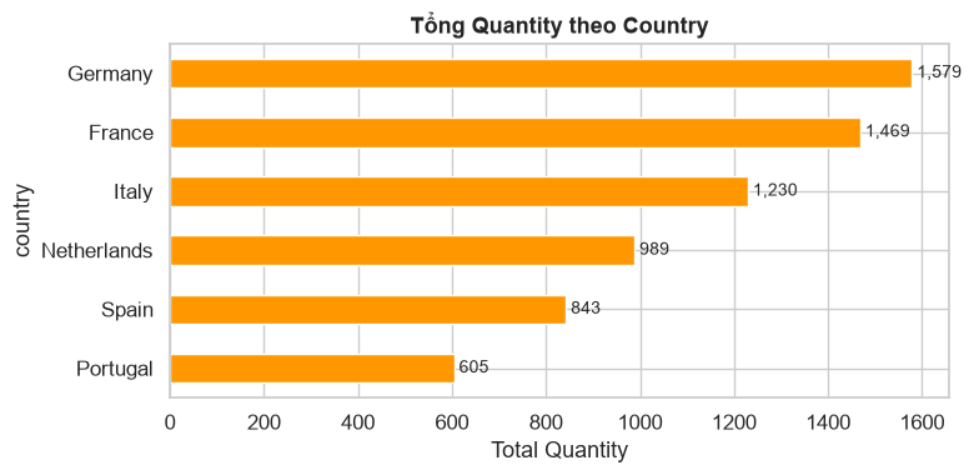 Tổng Quantity theo Country
Germany 1,579
France 1,469
Italy 1,230
Netherlands 989
Spain 843
Portugal 605
country
0 200 400 600 800 1000 1200 1400 1600
Total Quantity